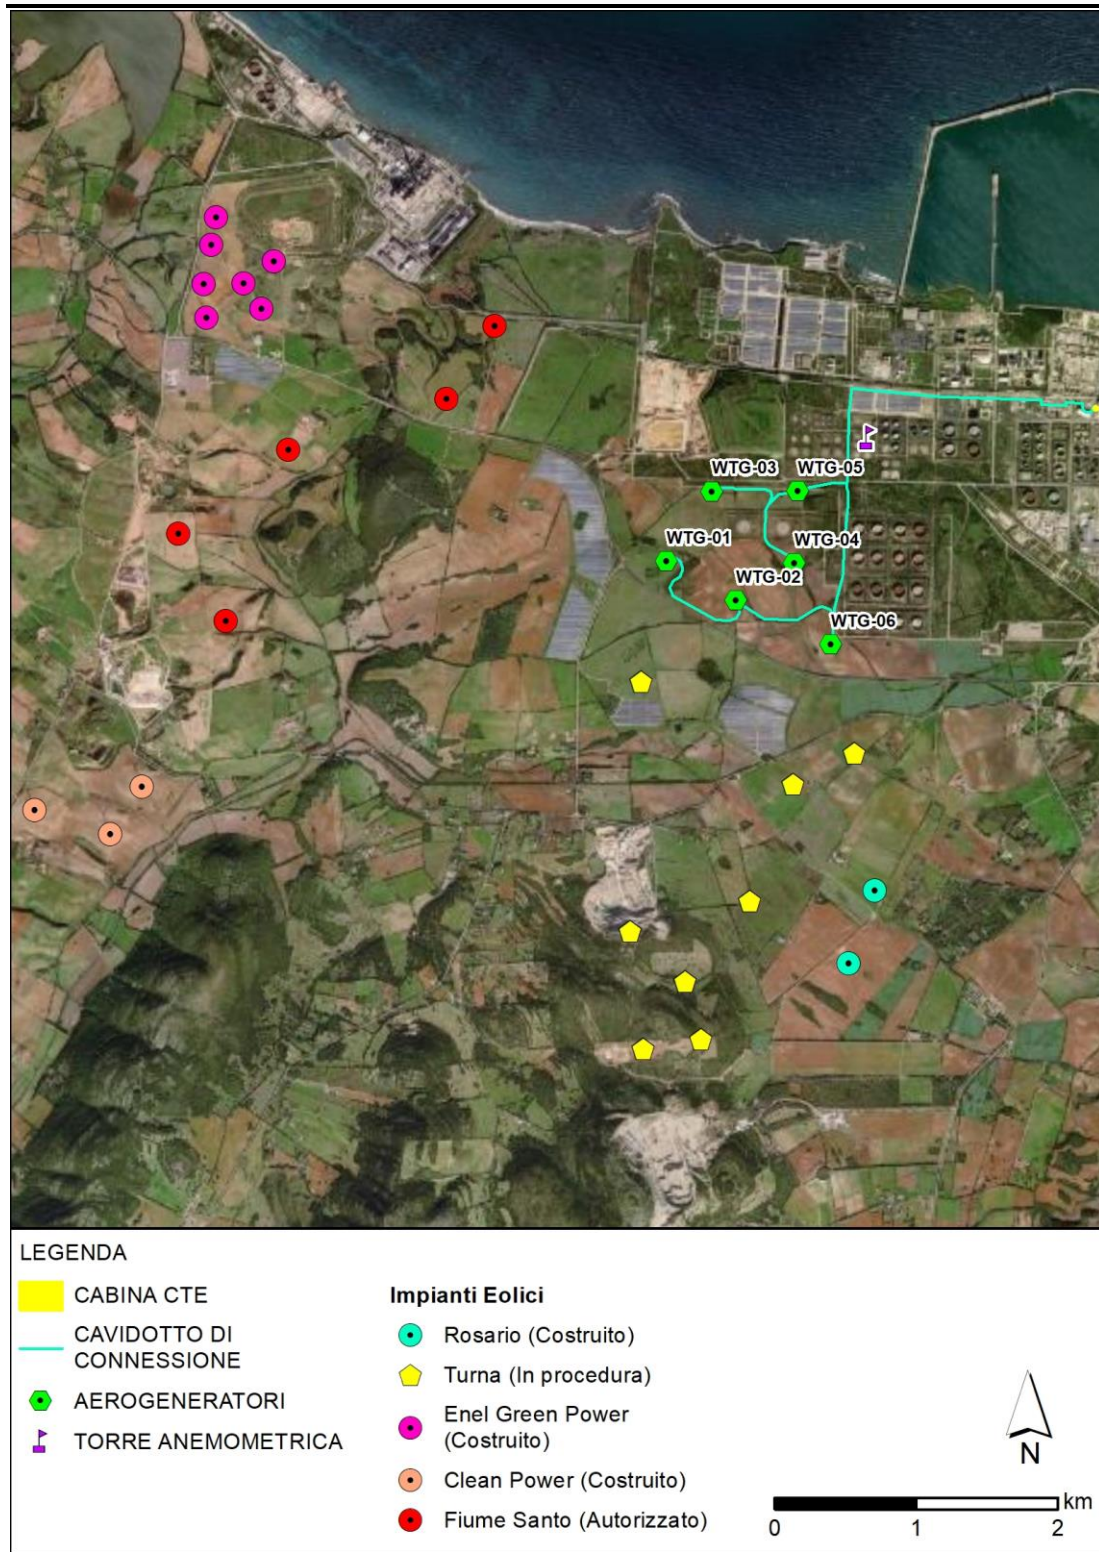 WTG-03
WTG-05
WTG-01
WTG-04
WTG-02
WTG-06
LEGENDA
CABINA CTE
CAVIDOTTO DI
CONNESSIONE
AEROGENERATORI
TORRE ANEMOMETRICA
Impianti Eolici
Rosario (Costruito)
Turna (In procedura)
Enel Green Power
(Costruito)
Clean Power (Costruito)
Fiume Santo (Autorizzato)
N
km
0 1 2